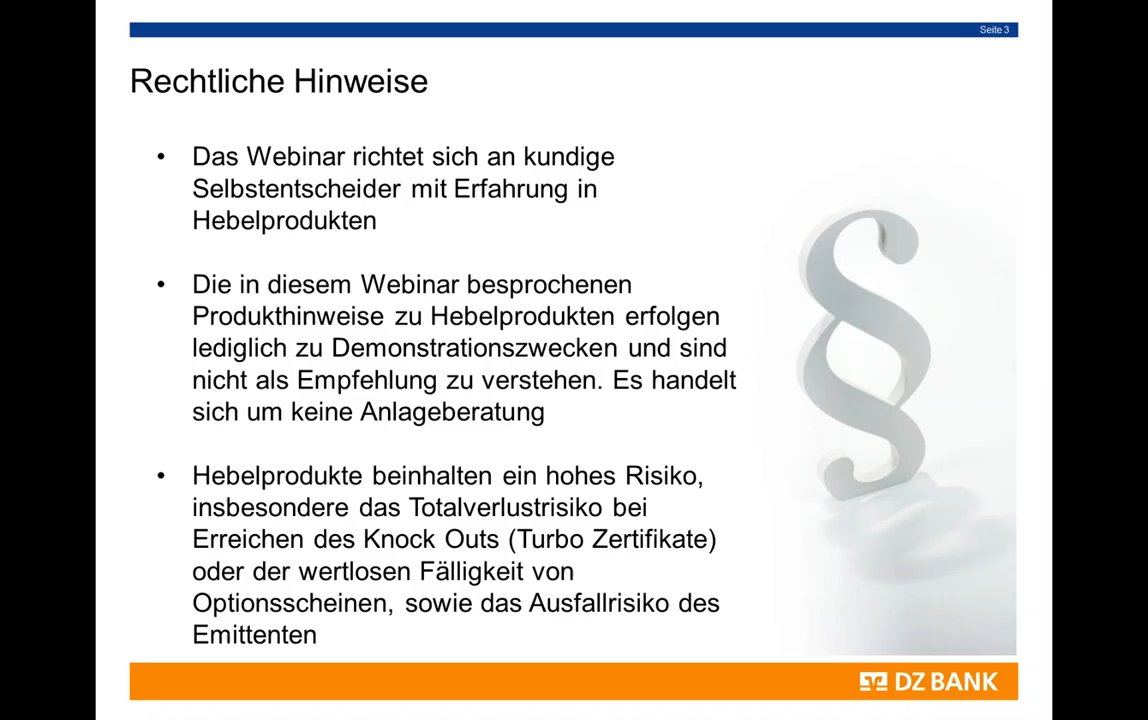 Seite 3
Rechtliche Hinweise
• Das Webinar richtet sich an kundige
Selbstentscheider mit Erfahrung in
Hebelprodukten
• Die in diesem Webinar besprochenen
Produkthinweise zu Hebelprodukten erfolgen
lediglich zu Demonstrationszwecken und sind
nicht als Empfehlung zu verstehen. Es handelt
sich um keine Anlageberatung
• Hebelprodukte beinhalten ein hohes Risiko,
insbesondere das Totalverlustrisiko bei
Erreichen des Knock Outs (Turbo Zertifikate)
oder der wertlosen Fälligkeit von
Optionsscheinen, sowie das Ausfallrisiko des
Emittenten
§
DZ BANK